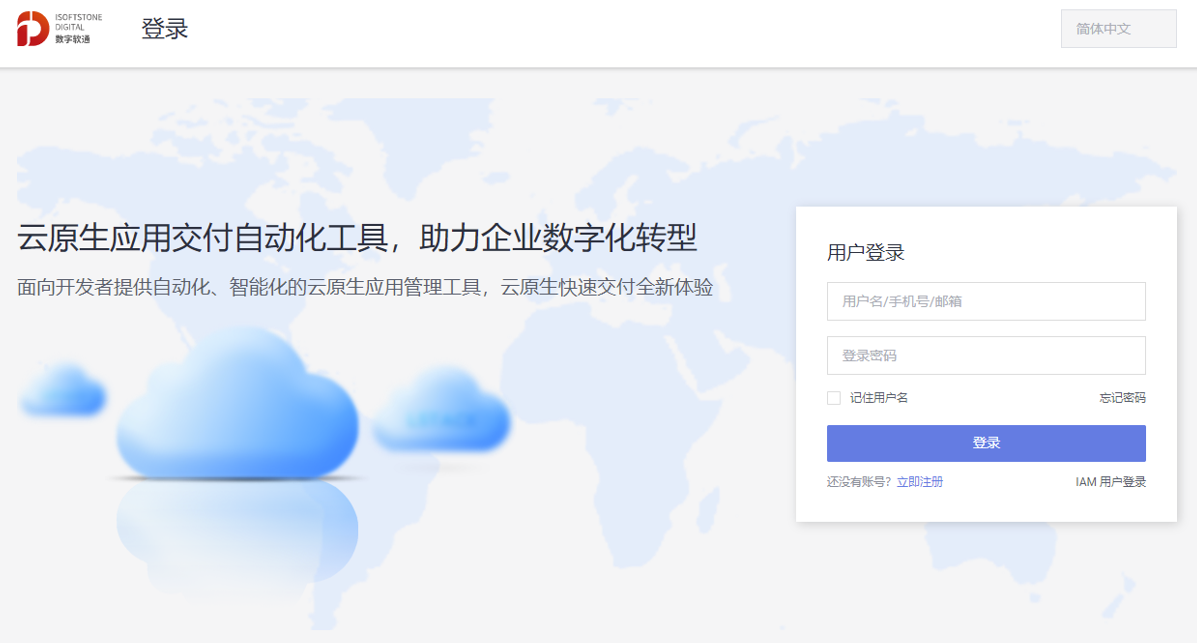 ISOFTSTONE
DIGITAL
数字软通
登录
简体中文
云原生应用交付自动化工具，助力企业数字化转型
面向开发者提供自动化、智能化的云原生应用管理工具，云原生快速交付全新体验
用户登录
用户名/手机号/邮箱
登录密码
记住用户名
忘记密码
登录
还没有账号？立即注册
IAM 用户登录